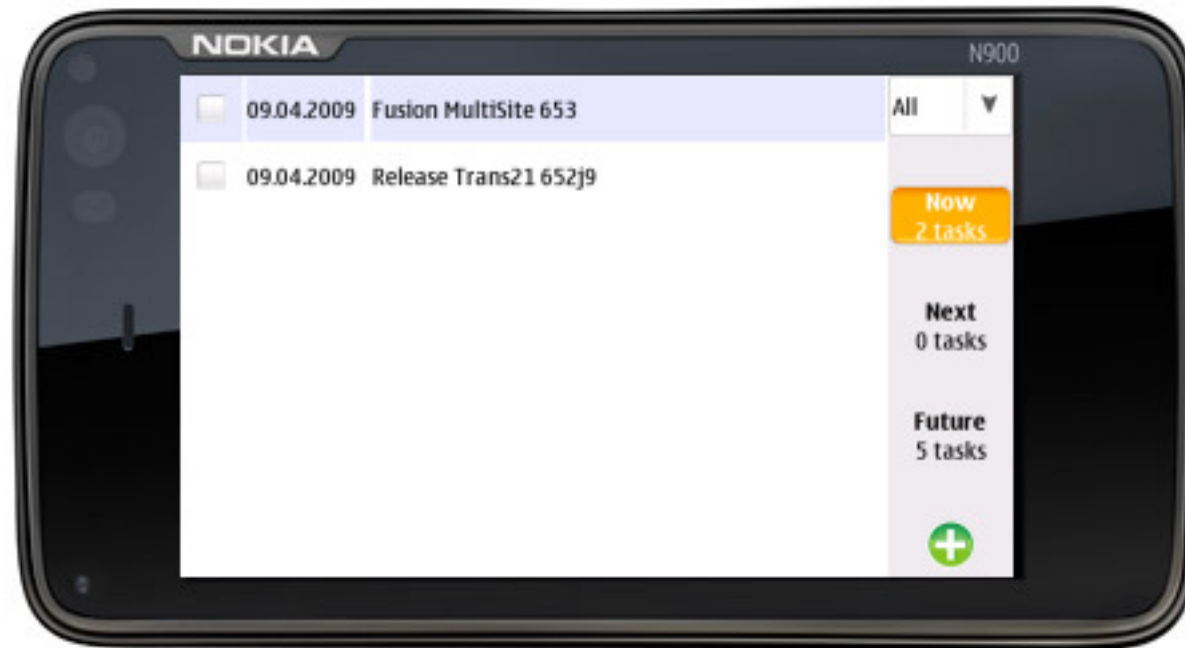 NOKIA
N900
09.04.2009 Fusion MultiSite 653
09.04.2009 Release Trans21 652j9
All
Now
2 tasks
Next
0 tasks
Future
5 tasks